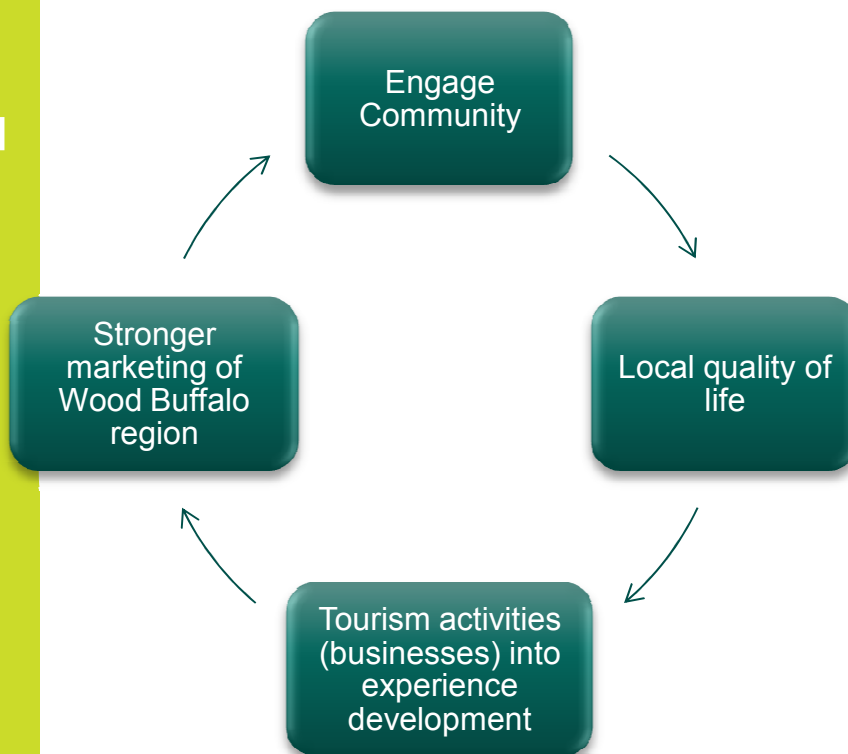 Engage
Community
Local quality of
life
Tourism activities
(businesses) into
experience
development
Stronger
marketing of
Wood Buffalo
region